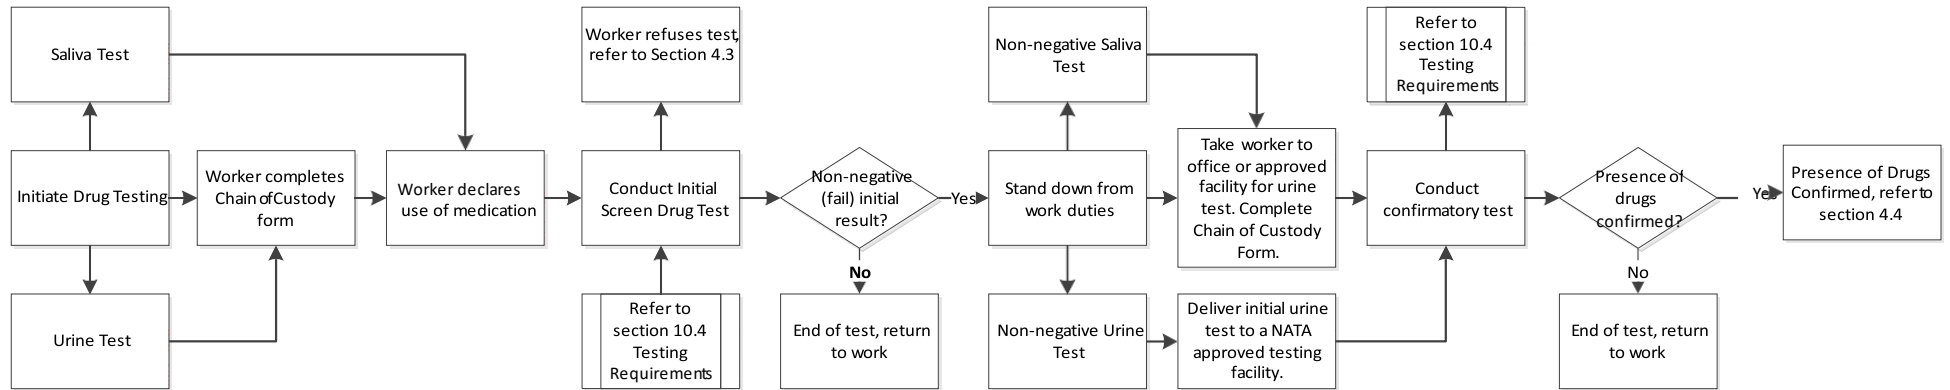 Saliva Test
Initiate Drug Testing
Urine Test
Worker completes
Chain of Custody
form
Worker declares
use of medication
Worker refuses test,
refer to Section 4.3
Conduct Initial
Screen Drug Test
Refer to
section 10.4
Testing
Requirements
Non-negative
(fail) initial
result?
Yes
No
End of test, return
to work
Non-negative Saliva
Test
Stand down from
work duties
Non-negative Urine
Test
Take worker to
office or approved
facility for urine
test. Complete
Chain of Custody
Form.
Deliver initial urine
test to a NATA
approved testing
facility.
Refer to
section 10.4
Testing
Requirements
Conduct
confirmatory test
Presence of
drugs
confirmed?
Yes
No
End of test, return
to work
Presence of Drugs
Confirmed, refer to
section 4.4